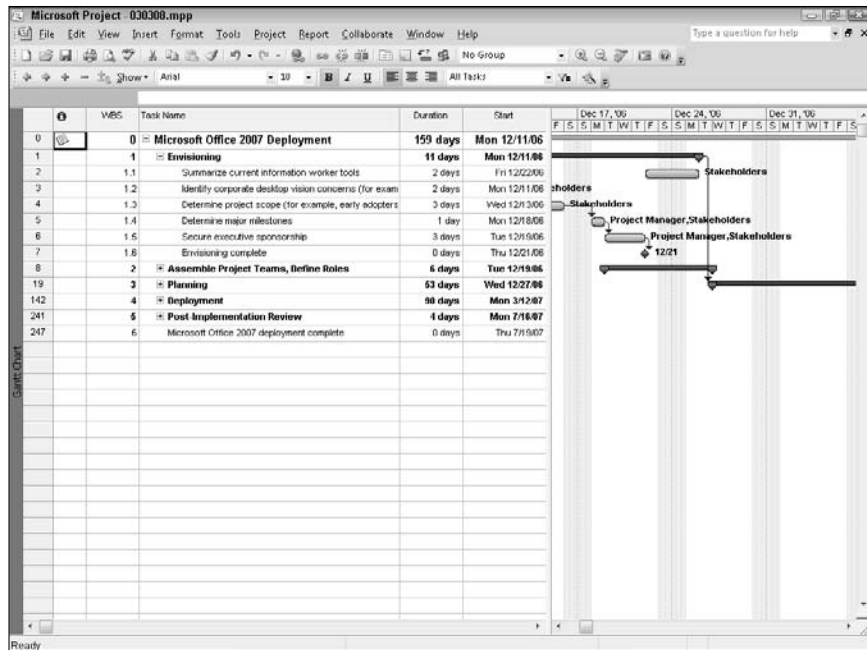 Microsoft Project - 030308.mpp
File Edit View Insert Format Tools Project Report Collaborate Window Help
Type a question for help
No Group
Show Arial 10 B I U All Tasks
WBS Task Name Duration Start
Dec 17, '06 Dec 24, '06 Dec 31, '06
F S S M T W T F S S M T W T F S S M T W T F S
0 0 Microsoft Office 2007 Deployment 159 days Mon 12/11/06
1 1 Envisioning 11 days Mon 12/11/06
2 1.1 Summarize current information worker tools 2 days Fri 12/22/06 Stakeholders
3 1.2 Identify corporate desktop vision concerns (for exam 2 days Mon 12/11/06 eholders
4 1.3 Determine project scope (for example, early adopters 3 days Wed 12/13/06 Stakeholders
5 1.4 Determine major milestones 1 day Mon 12/18/06 Project Manager,Stakeholders
6 1.5 Secure executive sponsorship 3 days Tue 12/19/06 Project Manager,Stakeholders
7 1.6 Envisioning complete 0 days Thu 12/21/06 12/21
8 2 Assemble Project Teams, Define Roles 6 days Tue 12/19/06
19 3 Planning 53 days Wed 12/27/06
142 4 Deployment 90 days Mon 3/12/07
241 5 Post-Implementation Review 4 days Mon 7/16/07
247 6 Microsoft Office 2007 deployment complete 0 days Thu 7/19/07
Gantt Chart
Ready